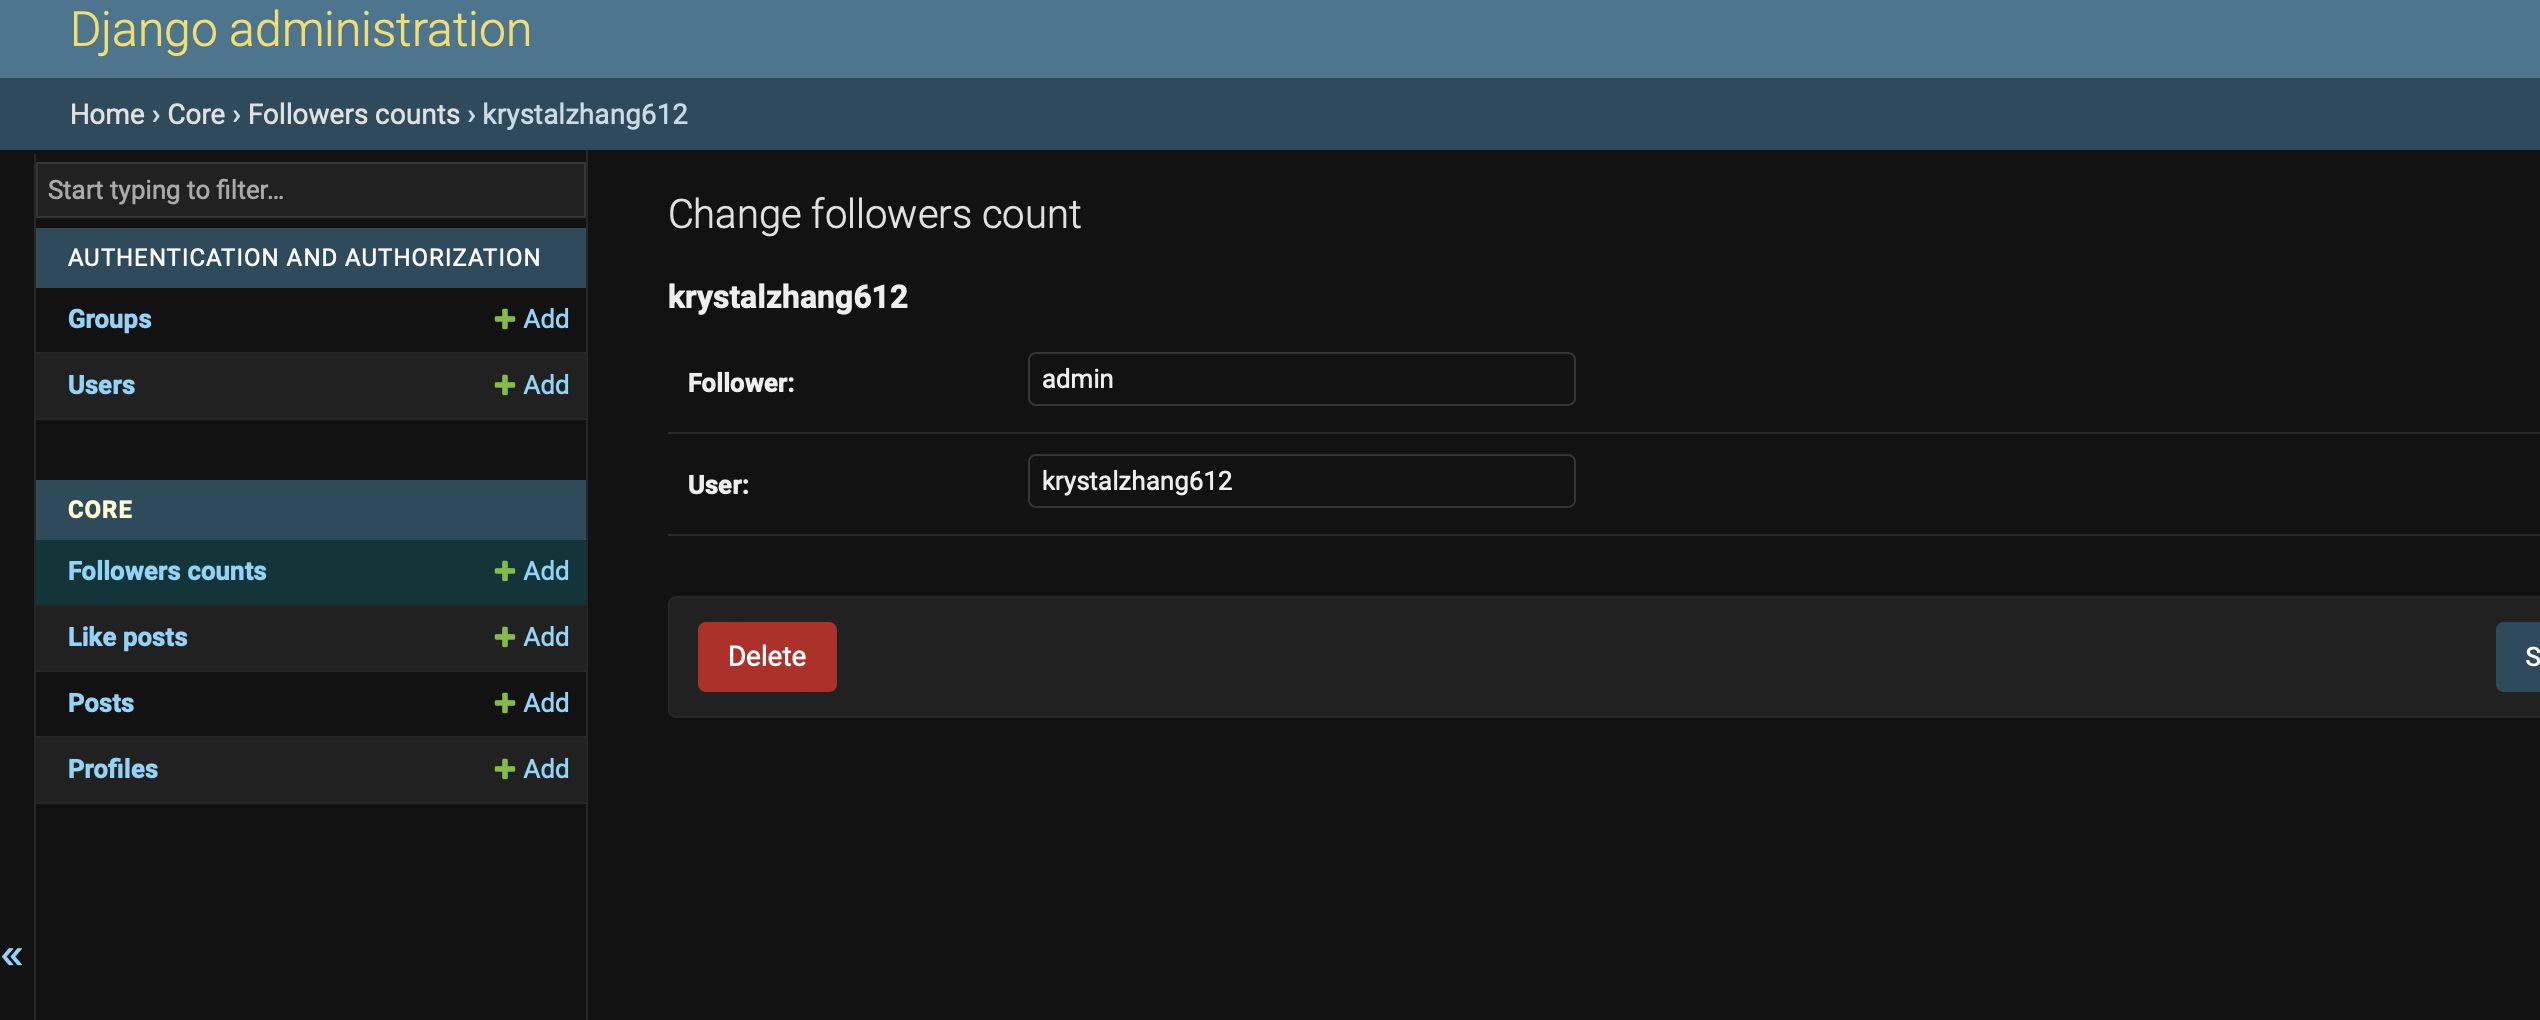 Django administration
Home › Core › Followers counts › krystalzhang612
Start typing to filter...
AUTHENTICATION AND AUTHORIZATION
Groups + Add
Users + Add
CORE
Followers counts + Add
Like posts + Add
Posts + Add
Profiles + Add
«
Change followers count
krystalzhang612
Follower: admin
User: krystalzhang612
Delete